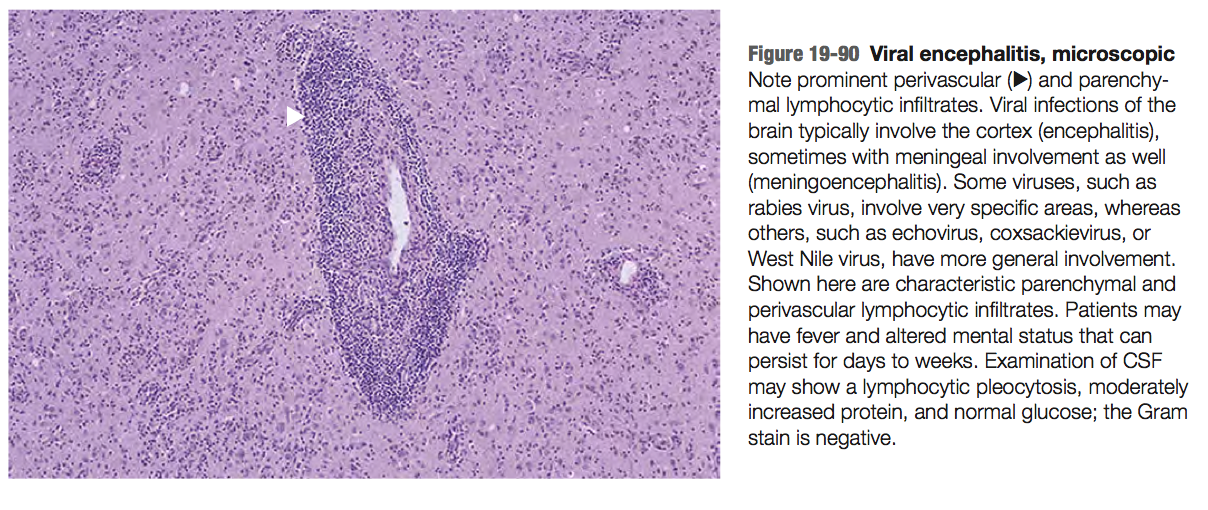 Figure 19-90 Viral encephalitis, microscopic
Note prominent perivascular (▶) and parenchy-
mal lymphocytic infiltrates. Viral infections of the
brain typically involve the cortex (encephalitis),
sometimes with meningeal involvement as well
(meningoencephalitis). Some viruses, such as
rabies virus, involve very specific areas, whereas
others, such as echovirus, coxsackievirus, or
West Nile virus, have more general involvement.
Shown here are characteristic parenchymal and
perivascular lymphocytic infiltrates. Patients may
have fever and altered mental status that can
persist for days to weeks. Examination of CSF
may show a lymphocytic pleocytosis, moderately
increased protein, and normal glucose; the Gram
stain is negative.